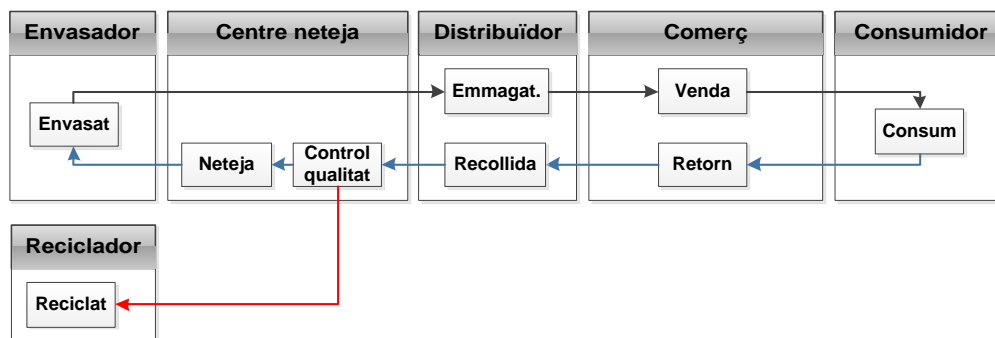 Envasador
Centre neteja
Distribuïdor
Comerç
Consumidor
Emmagat.
Venda
Envasat
Consum
Neteja
Control
qualitat
Recollida
Retorn
Reciclador
Reciclat